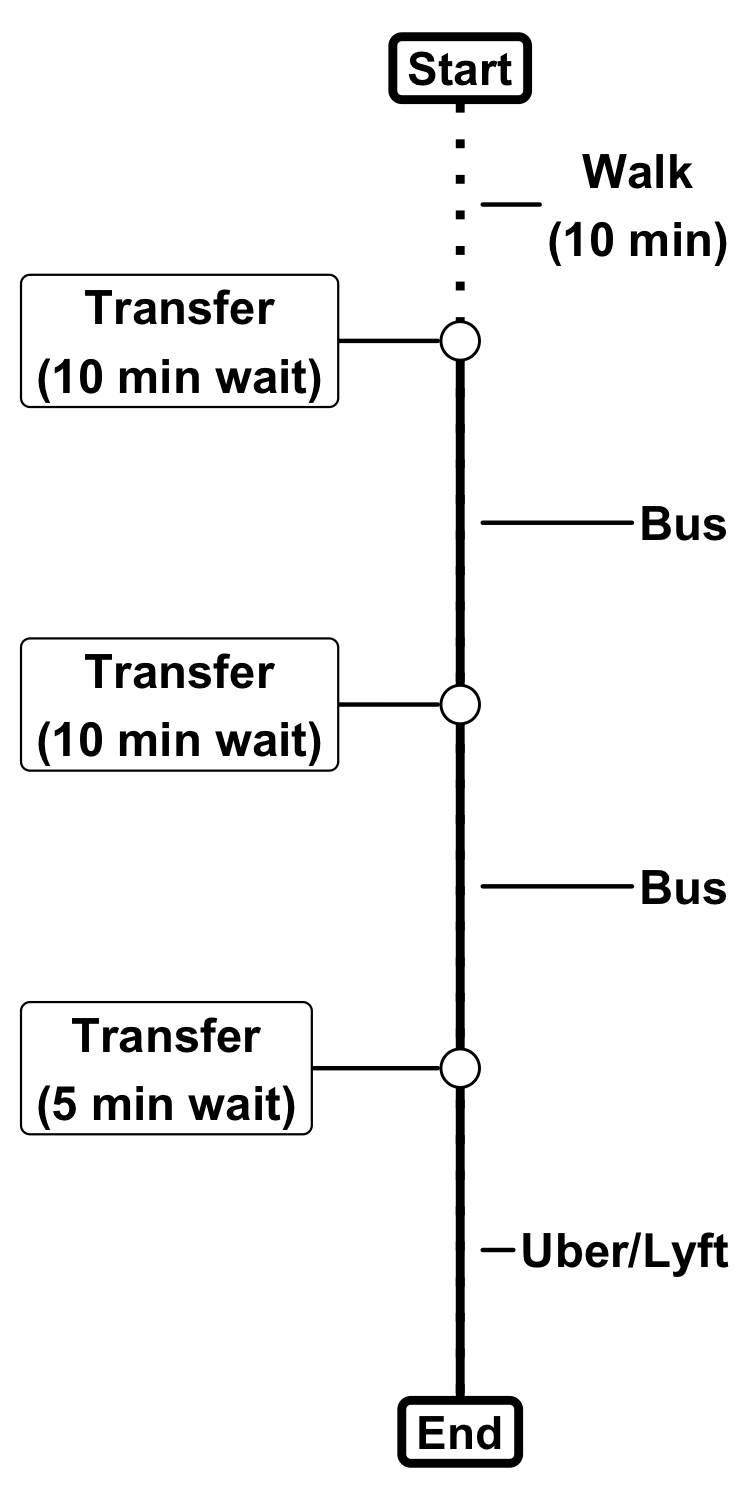 Start
Walk
(10 min)
Transfer
(10 min wait)
Bus
Transfer
(10 min wait)
Bus
Transfer
(5 min wait)
Uber/Lyft
End